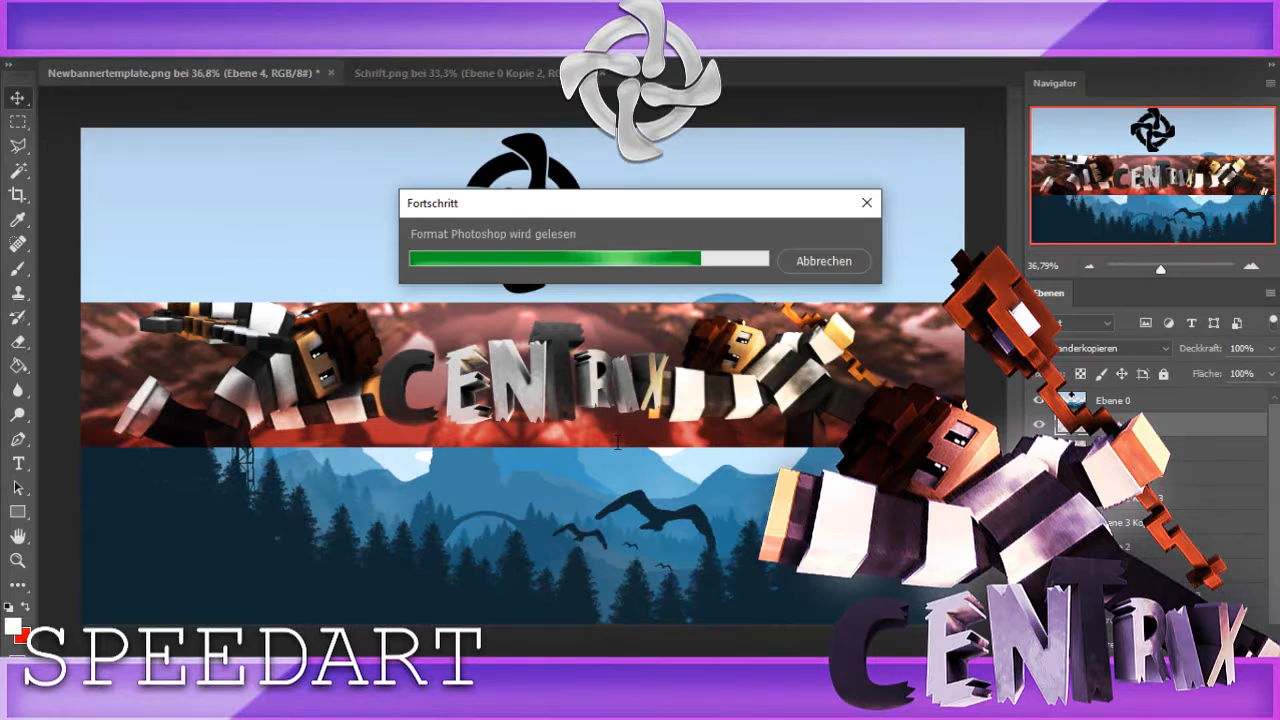 Newbannertemplate.png bei 36,8% (Ebene 4, RGB/8#) *
Schrift.png bei 33,3% (Ebene 0 Kopie 2,
Navigator
Fortschritt
Format Photoshop wird gelesen
Abbrechen
CENTRIX
36,79%
Ebenen
Deckkraft: 100%
Fläche: 100%
Ebene 0
CENTRIX
SPEEDART
CENTRIX